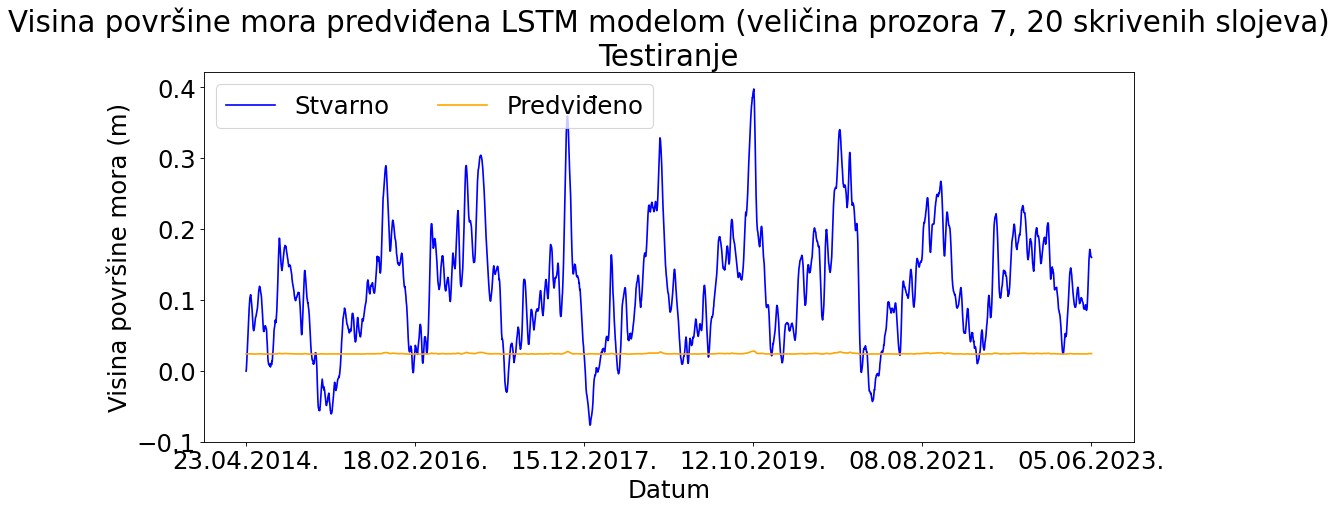 Visina površine mora predviđena LSTM modelom (veličina prozora 7, 20 skrivenih slojeva)
Testiranje
Stvarno
Predviđeno
Visina površine mora (m)
0.4
0.3
0.2
0.1
0.0
−0.1
23.04.2014.
18.02.2016.
15.12.2017.
12.10.2019.
08.08.2021.
05.06.2023.
Datum